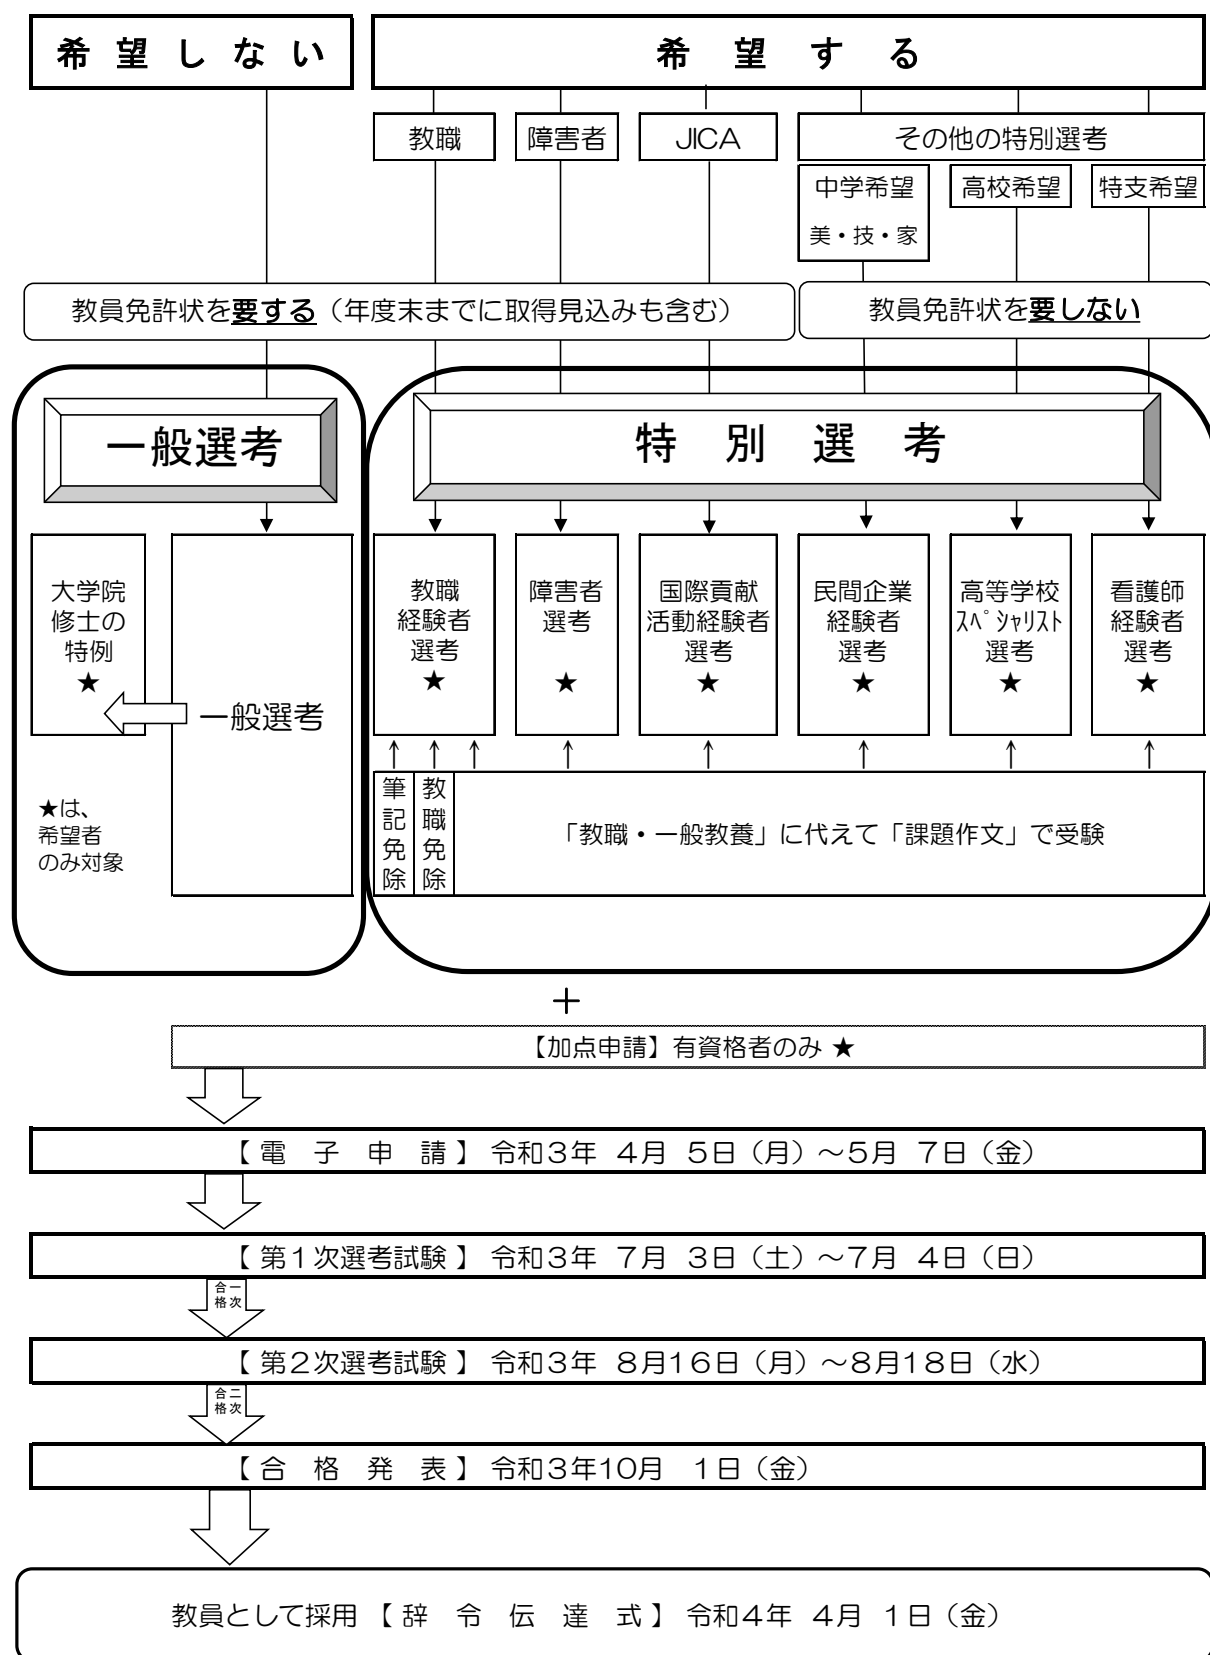 希望しない
希望する
教職
障害者
JICA
その他の特別選考
中学希望
美・技・家
高校希望
特支希望
教員免許状を要する（年度末までに取得見込みも含む）
教員免許状を要しない
一般選考
特別選考
大学院
修士の
特例
★
一般選考
教職
経験者
選考
★
障害者
選考
★
国際貢献
活動経験者
選考
★
民間企業
経験者
選考
★
高等学校
ｽﾍﾟｼｬﾘｽﾄ
選考
★
看護師
経験者
選考
★
★は、
希望者
のみ対象
筆記免除
教職免除
「教職・一般教養」に代えて「課題作文」で受験
＋
【加点申請】有資格者のみ ★
【 電 子 申 請 】 令和３年 ４月 ５日（月）～５月 ７日（金）
【 第１次選考試験 】 令和３年 ７月 ３日（土）～７月 ４日（日）
一次
合格
【 第２次選考試験 】 令和３年 ８月16日（月）～８月18日（水）
二次
合格
【 合 格 発 表 】 令和３年10月 １日（金）
教員として採用 【 辞 令 伝 達 式 】 令和４年 ４月 １日（金）